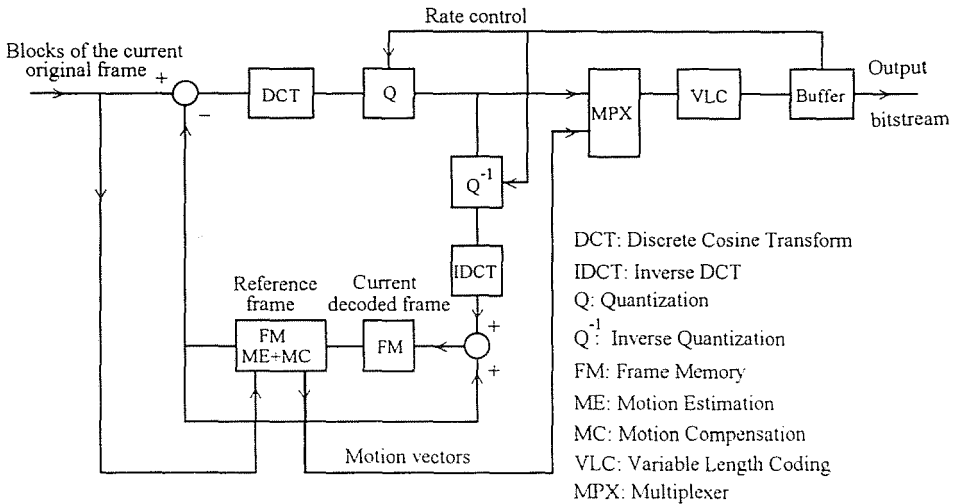 Rate control
Blocks of the current
original frame
+
−
DCT
Q
MPX
VLC
Buffer
Output
bitstream
Q-1
IDCT
+
+
Reference
frame
Current
decoded frame
FM
ME+MC
FM
Motion vectors
DCT: Discrete Cosine Transform
IDCT: Inverse DCT
Q: Quantization
Q-1: Inverse Quantization
FM: Frame Memory
ME: Motion Estimation
MC: Motion Compensation
VLC: Variable Length Coding
MPX: Multiplexer